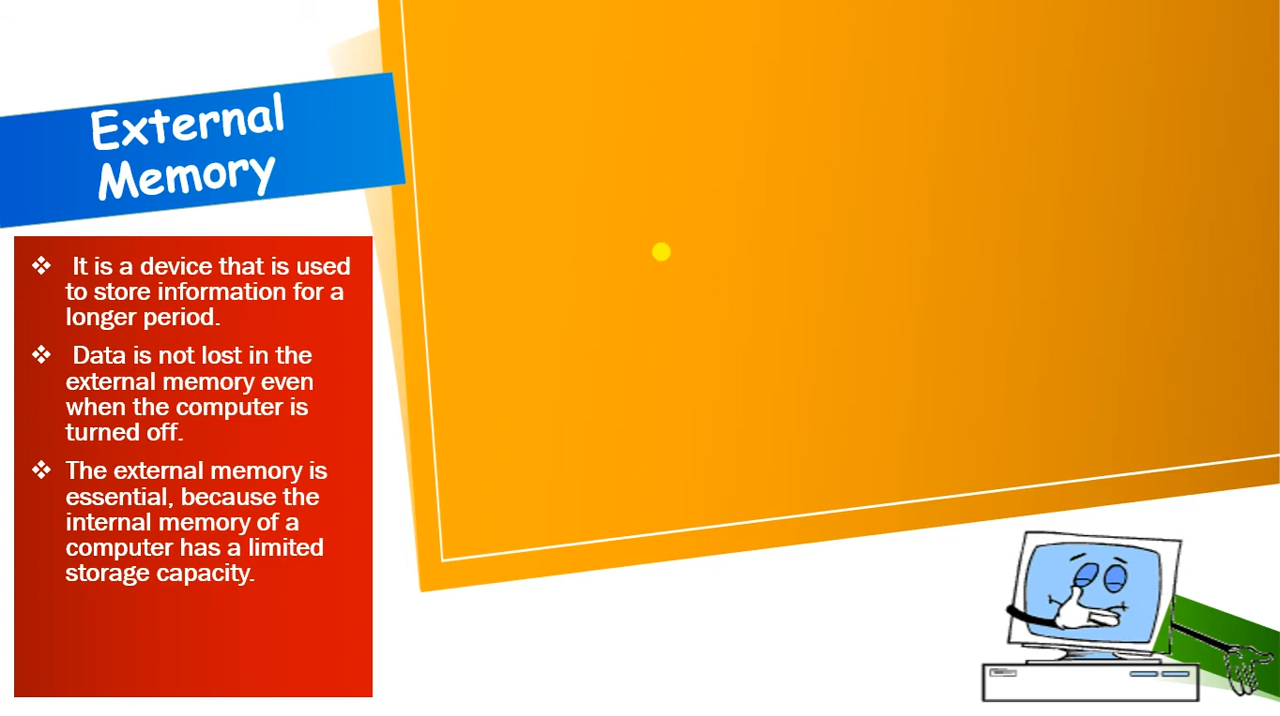 External
Memory
❖ It is a device that is used
to store information for a
longer period.
❖ Data is not lost in the
external memory even
when the computer is
turned off.
❖ The external memory is
essential, because the
internal memory of a
computer has a limited
storage capacity.